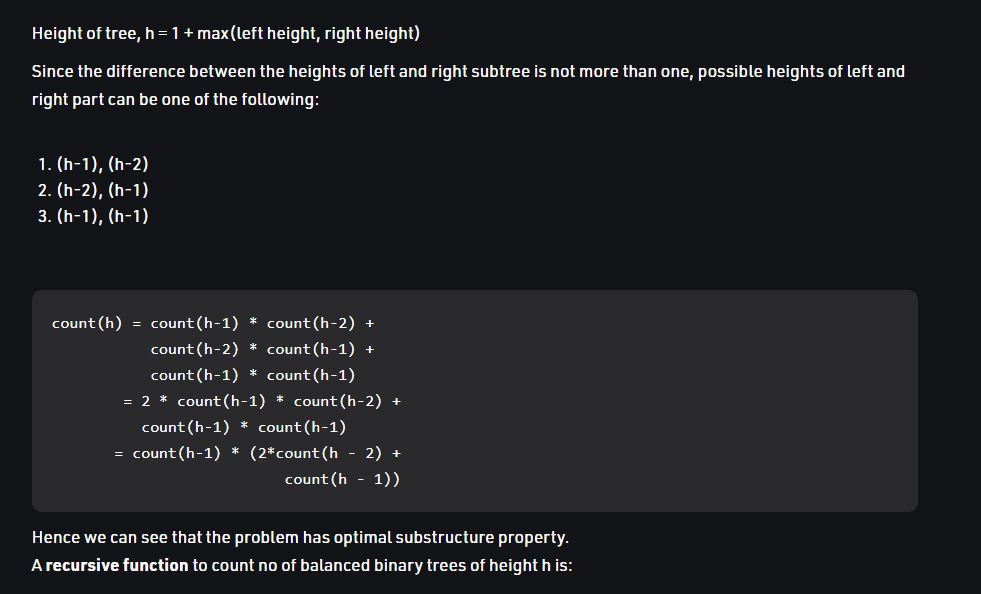 Height of tree, h = 1 + max(left height, right height)
Since the difference between the heights of left and right subtree is not more than one, possible heights of left and
right part can be one of the following:
1. (h-1), (h-2)
2. (h-2), (h-1)
3. (h-1), (h-1)
count(h) = count(h-1) * count(h-2) +
count(h-2) * count(h-1) +
count(h-1) * count(h-1)
= 2 * count(h-1) * count(h-2) +
count(h-1) * count(h-1)
= count(h-1) * (2*count(h - 2) +
count(h - 1))
Hence we can see that the problem has optimal substructure property.
A recursive function to count no of balanced binary trees of height h is: